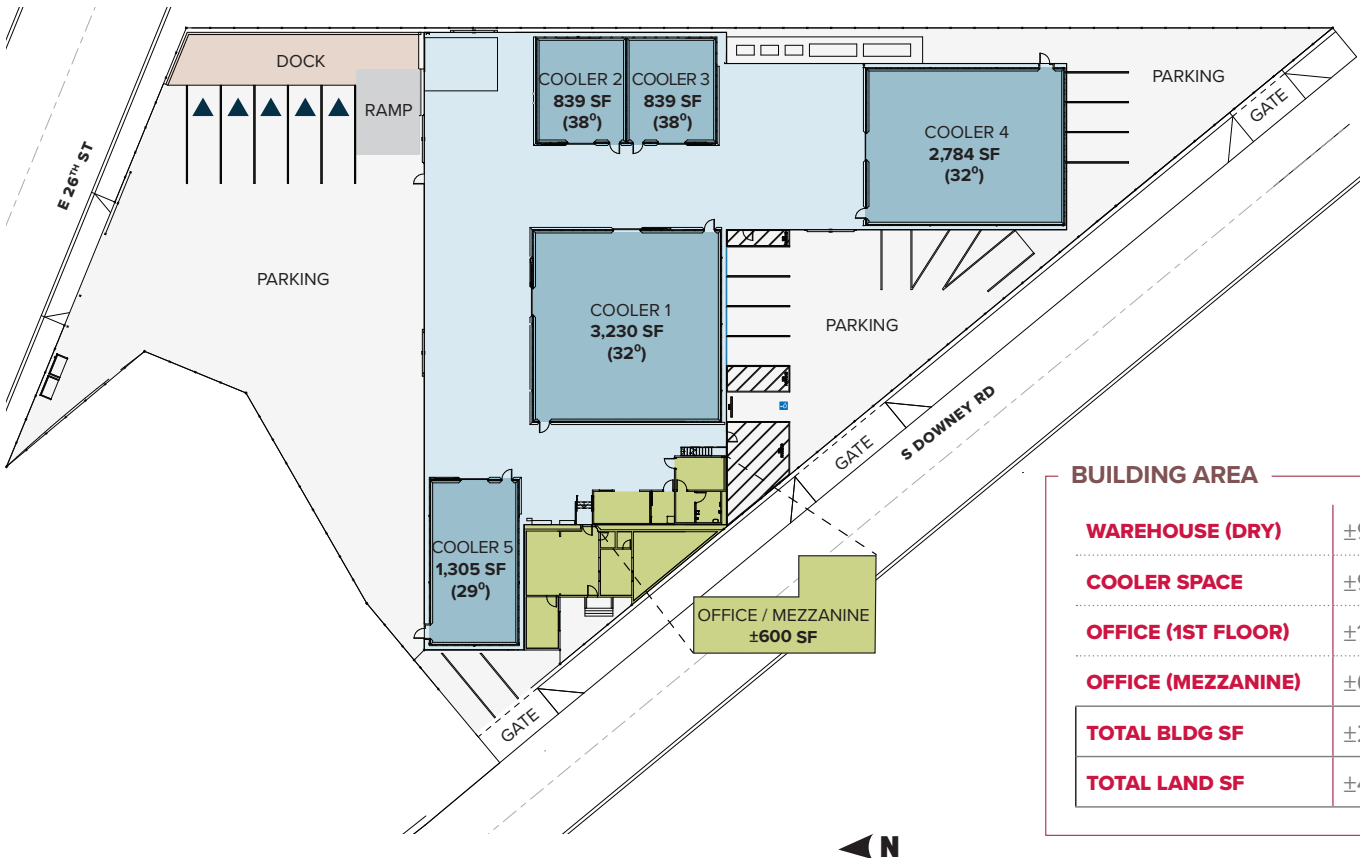 DOCK
RAMP
E 26TH ST
PARKING
COOLER 2
839 SF
(38⁰)
COOLER 3
839 SF
(38⁰)
COOLER 4
2,784 SF
(32⁰)
PARKING
GATE
COOLER 1
3,230 SF
(32⁰)
PARKING
GATE
S DOWNEY RD
COOLER 5
1,305 SF
(29⁰)
OFFICE / MEZZANINE
±600 SF
GATE
BUILDING AREA
WAREHOUSE (DRY)
COOLER SPACE
OFFICE (1ST FLOOR)
OFFICE (MEZZANINE)
TOTAL BLDG SF
TOTAL LAND SF
N